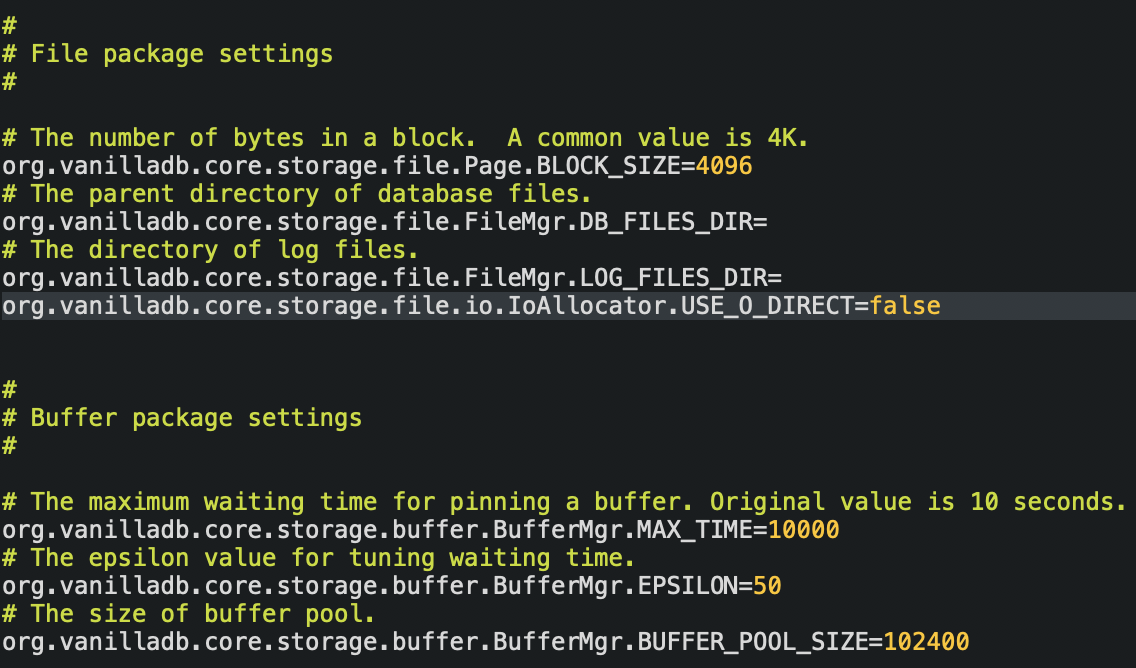 #
# File package settings
#
# The number of bytes in a block.  A common value is 4K.
org.vanilladb.core.storage.file.Page.BLOCK_SIZE=4096
# The parent directory of database files.
org.vanilladb.core.storage.file.FileMgr.DB_FILES_DIR=
# The directory of log files.
org.vanilladb.core.storage.file.FileMgr.LOG_FILES_DIR=
org.vanilladb.core.storage.file.io.IoAllocator.USE_O_DIRECT=false
#
# Buffer package settings
#
# The maximum waiting time for pinning a buffer. Original value is 10 seconds.
org.vanilladb.core.storage.buffer.BufferMgr.MAX_TIME=10000
# The epsilon value for tuning waiting time.
org.vanilladb.core.storage.buffer.BufferMgr.EPSILON=50
# The size of buffer pool.
org.vanilladb.core.storage.buffer.BufferMgr.BUFFER_POOL_SIZE=102400